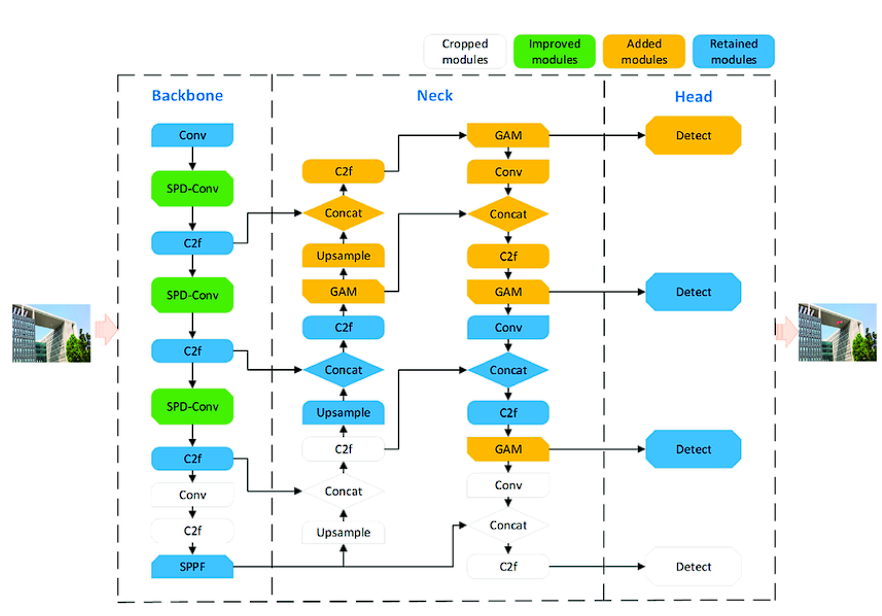 Cropped
modules
Improved
modules
Added
modules
Retained
modules
Backbone
Neck
Head
Conv
SPD-Conv
C2f
SPD-Conv
C2f
SPD-Conv
C2f
Conv
C2f
SPPF
C2f
Concat
Upsample
GAM
C2f
Concat
Upsample
C2f
Concat
Upsample
GAM
Conv
Concat
C2f
GAM
Conv
Concat
C2f
GAM
Conv
Concat
C2f
Detect
Detect
Detect
Detect